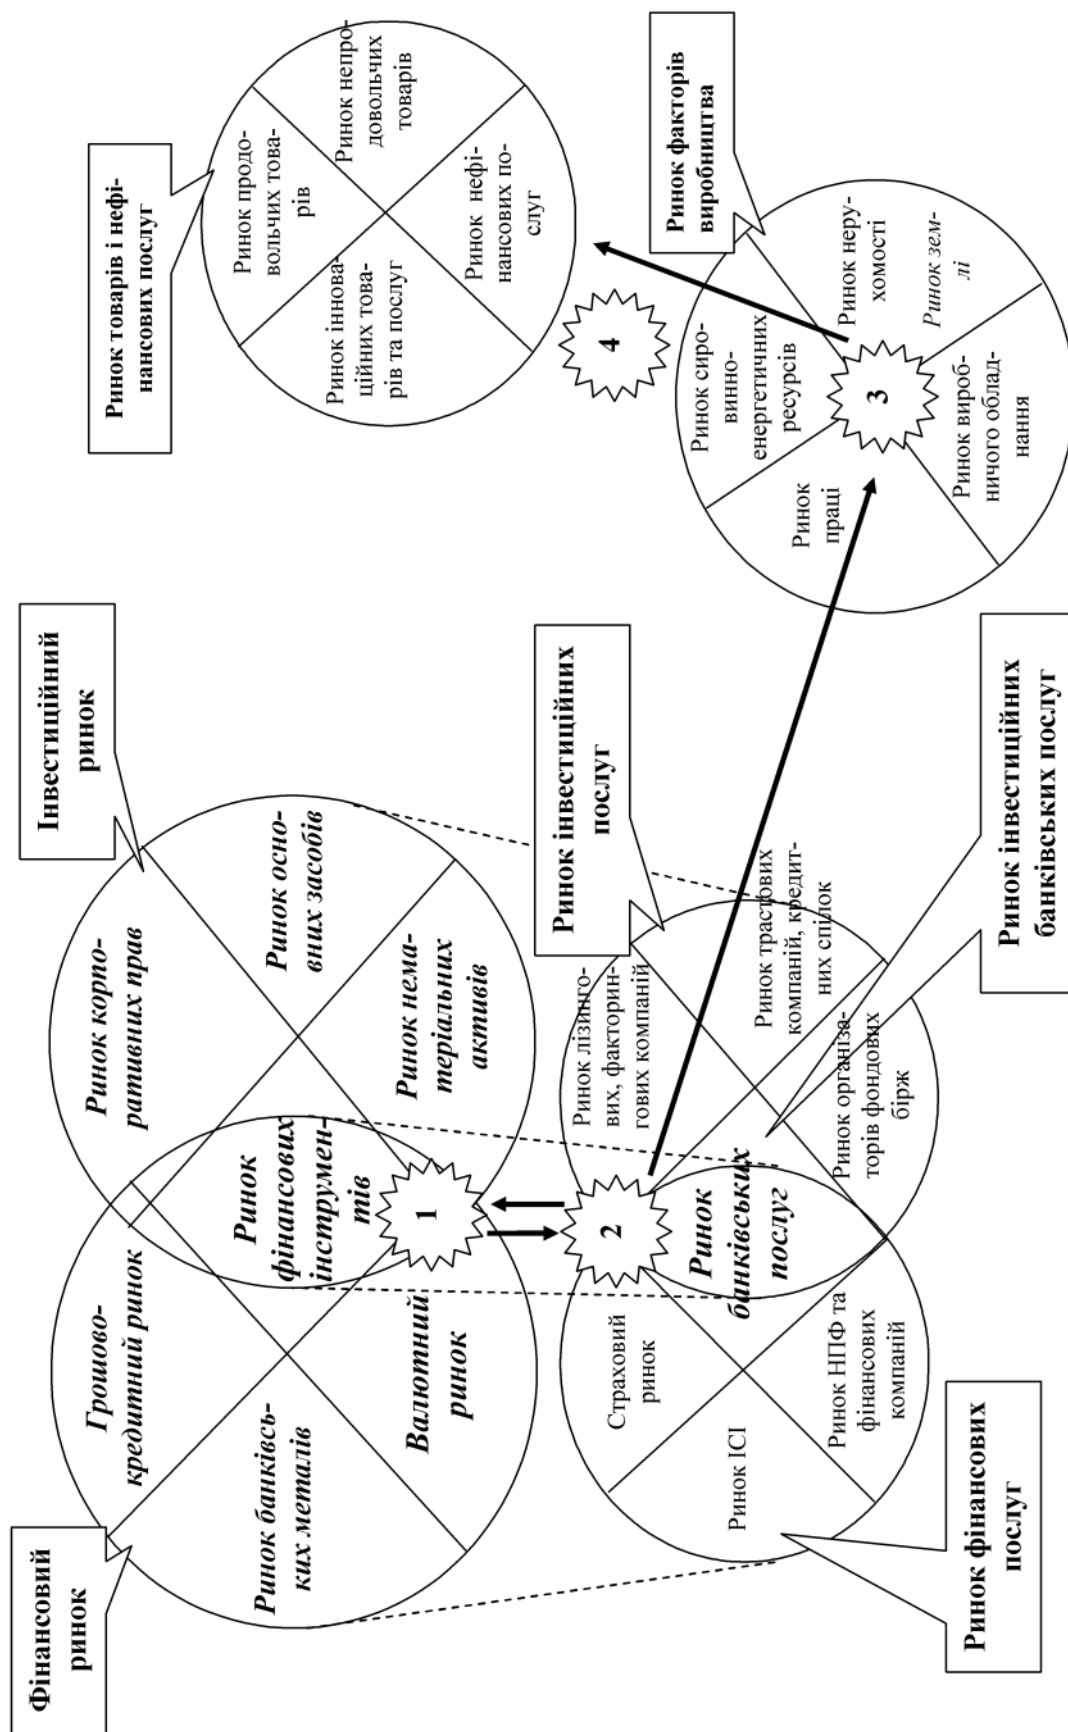 Фінансовий
ринок
Інвестиційний
ринок
Ринок товарів і нефі-
нансових послуг
Грошово-
кредитний ринок
Ринок корпо-
ративних прав
Ринок банківсь-
ких металів
Ринок
фінансових
інструмен-
тів
Ринок осно-
вних засобів
Валютний
ринок
Ринок нема-
теріальних
активів
1
Ринок продо-
вольчих това-
рів
Ринок непро-
довольчих
товарів
Ринок іннова-
ційних това-
рів та послуг
Ринок нефі-
нансових по-
слуг
4
2
Страховий
ринок
Ринок лізинго-
вих, факторин-
гових компаній
Ринок інвестиційних
послуг
Ринок ІСІ
Ринок
банківських
послуг
Ринок трастових
компаній, кредит-
них спілок
Ринок НПФ та
фінансових
компаній
Ринок організа-
торів фондових
бірж
Ринок фінансових
послуг
Ринок інвестиційних
банківських послуг
Ринок факторів
виробництва
Ринок сиро-
винно-
енергетичних
ресурсів
Ринок неру-
хомості
Ринок зем-
лі
Ринок
праці
3
Ринок вироб-
ничого облад-
нання